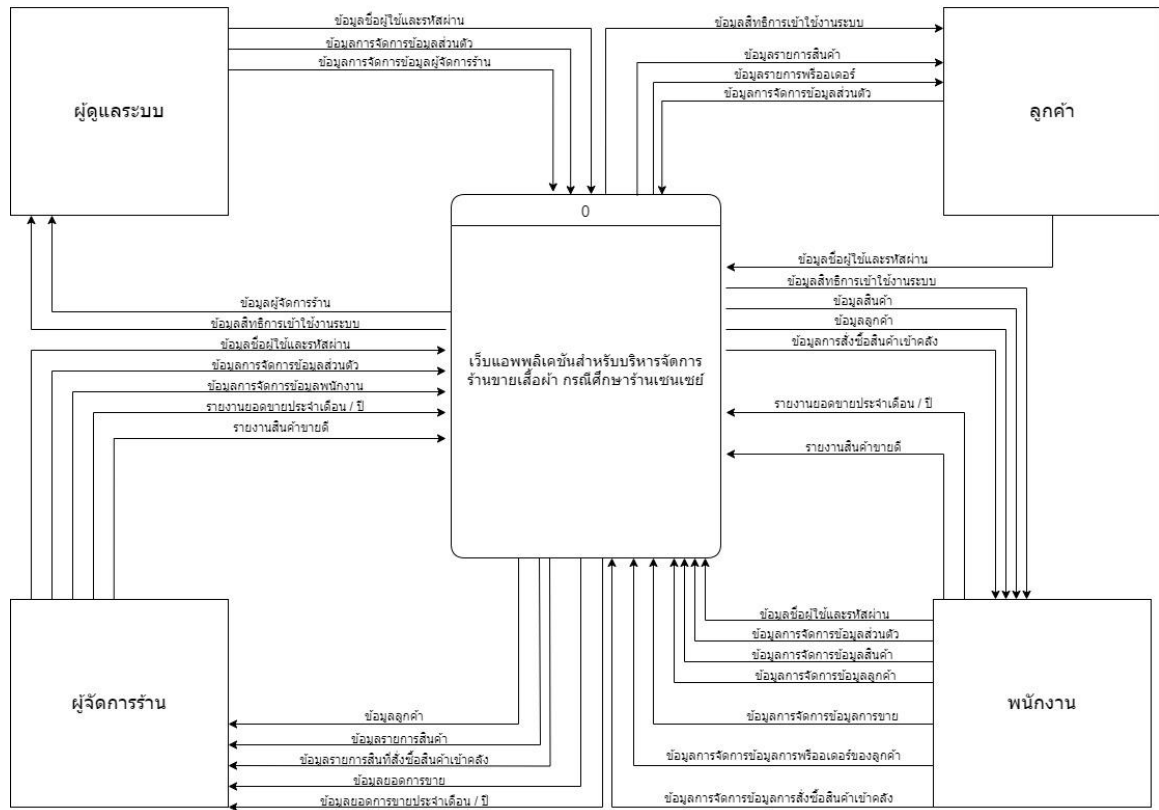 ข้อมูลชื่อผู้ใช้และรหัสผ่าน
ข้อมูลการจัดการข้อมูลส่วนตัว
ข้อมูลการจัดการข้อมูลผู้จัดการร้าน
ผู้ดูแลระบบ
ข้อมูลสิทธิการเข้าใช้งานระบบ
ข้อมูลรายการสินค้า
ข้อมูลรายการพรีออเดอร์
ข้อมูลการจัดการข้อมูลส่วนตัว
ลูกค้า
0
เว็บแอพพลิเคชันสำหรับบริหารจัดการ
ร้านขายเสื้อผ้า กรณีศึกษาร้านเซนเซย์
ข้อมูลผู้จัดการร้าน
ข้อมูลสิทธิการเข้าใช้งานระบบ
ข้อมูลชื่อผู้ใช้และรหัสผ่าน
ข้อมูลการจัดการข้อมูลส่วนตัว
ข้อมูลการจัดการข้อมูลพนักงาน
รายงานยอดขายประจำเดือน / ปี
รายงานสินค้าขายดี
ข้อมูลชื่อผู้ใช้และรหัสผ่าน
ข้อมูลสิทธิการเข้าใช้งานระบบ
ข้อมูลสินค้า
ข้อมูลลูกค้า
ข้อมูลการสั่งซื้อสินค้าเข้าคลัง
รายงานยอดขายประจำเดือน / ปี
รายงานสินค้าขายดี
ผู้จัดการร้าน
ข้อมูลลูกค้า
ข้อมูลรายการสินค้า
ข้อมูลรายการสินที่สั่งซื้อสินค้าเข้าคลัง
ข้อมูลยอดการขาย
ข้อมูลยอดการขายประจำเดือน / ปี
ข้อมูลชื่อผู้ใช้และรหัสผ่าน
ข้อมูลการจัดการข้อมูลส่วนตัว
ข้อมูลการจัดการข้อมูลสินค้า
ข้อมูลการจัดการข้อมูลลูกค้า
ข้อมูลการจัดการข้อมูลการขาย
ข้อมูลการจัดการข้อมูลการพรีออเดอร์ของลูกค้า
ข้อมูลการจัดการข้อมูลการสั่งซื้อสินค้าเข้าคลัง
พนักงาน